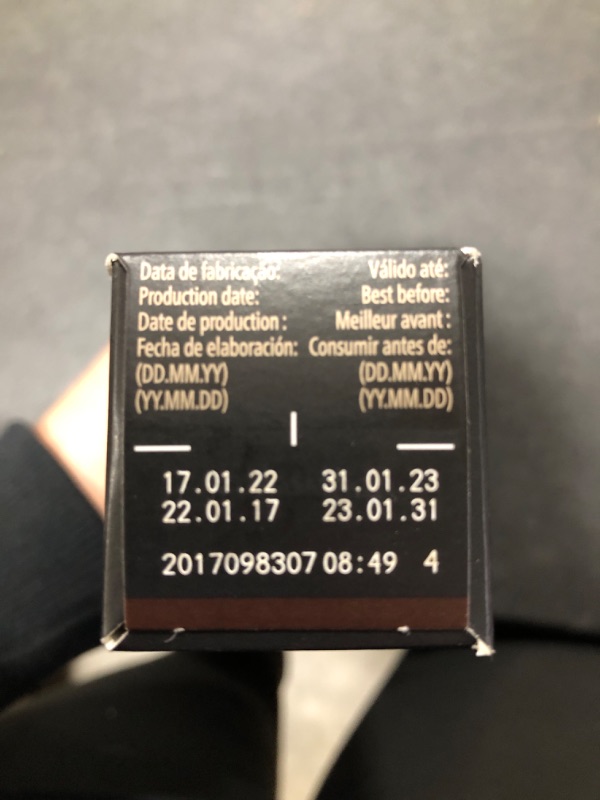 Data de fabricação: Válido até:
Production date: Best before:
Date de production : Meilleur avant :
Fecha de elaboración: Consumir antes de:
(DD.MM.YY) (DD.MM.YY)
(YY.MM.DD) (YY.MM.DD)
17.01.22 31.01.23
22.01.17 23.01.31
2017098307 08:49 4